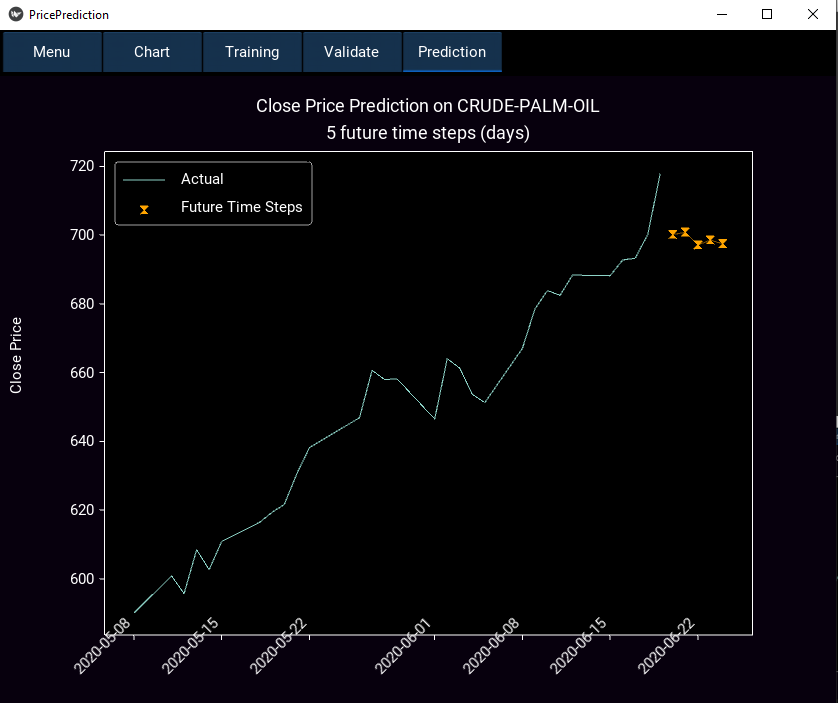 PricePrediction
Menu
Chart
Training
Validate
Prediction
Close Price Prediction on CRUDE-PALM-OIL
5 future time steps (days)
Actual
Future Time Steps
Close Price
720
700
680
660
640
620
600
2020-05-08
2020-05-15
2020-05-22
2020-06-01
2020-06-08
2020-06-15
2020-06-22